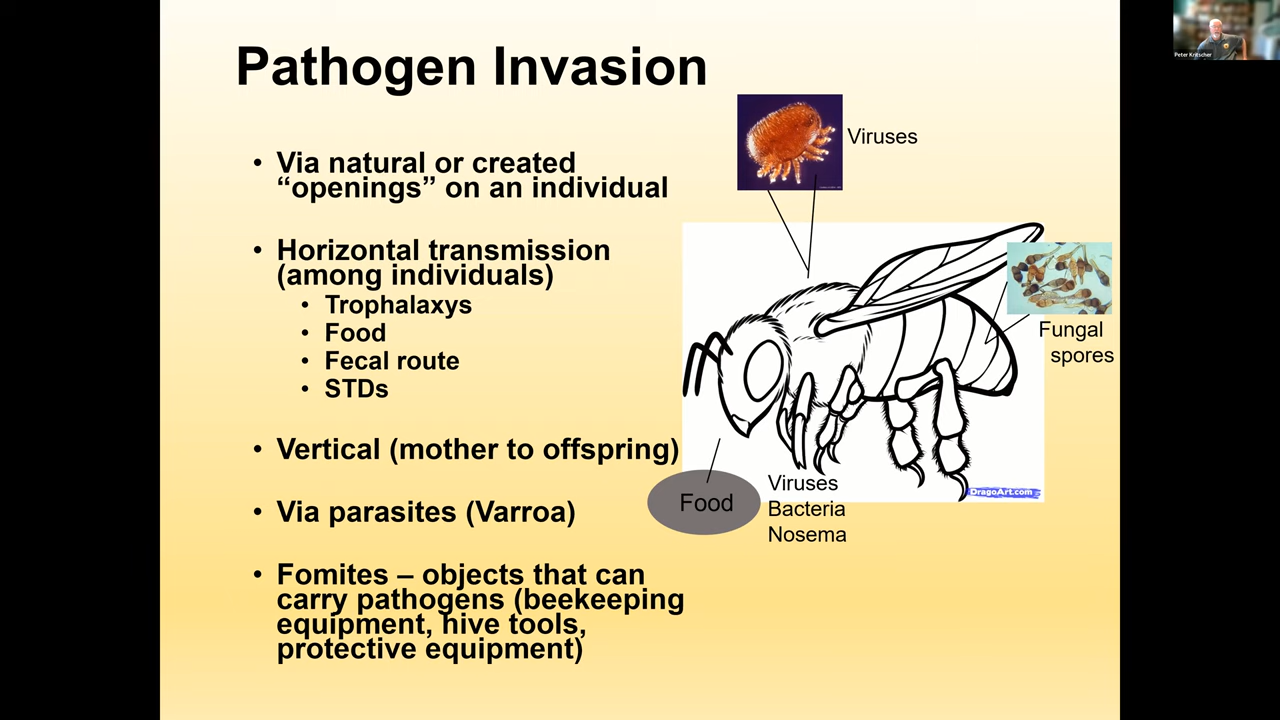 Pathogen Invasion
• Via natural or created
“openings” on an individual
• Horizontal transmission
(among individuals)
• Trophalaxys
• Food
• Fecal route
• STDs
• Vertical (mother to offspring)
• Via parasites (Varroa)
• Fomites – objects that can
carry pathogens (beekeeping
equipment, hive tools,
protective equipment)
Viruses
Fungal
spores
Food
Viruses
Bacteria
Nosema
DragoArt.com
Peter Kritscher